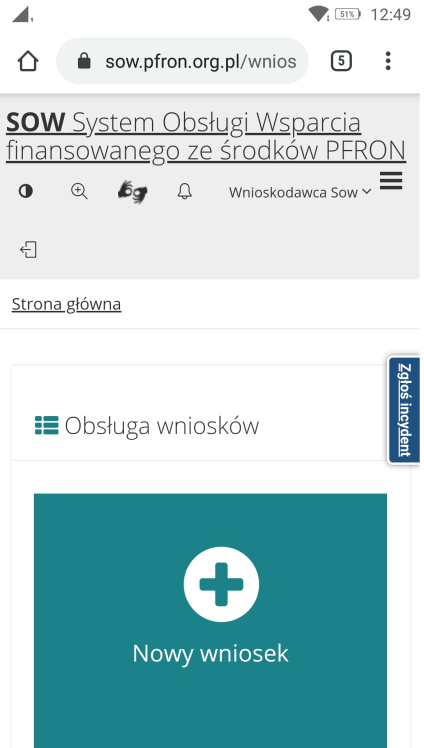 51% 12:49
sow.pfron.org.pl/wnios 5
SOW System Obsługi Wsparcia
finansowanego ze środków PFRON
Wnioskodawca Sow
Strona główna
Zgłoś incydent
Obsługa wniosków
Nowy wniosek